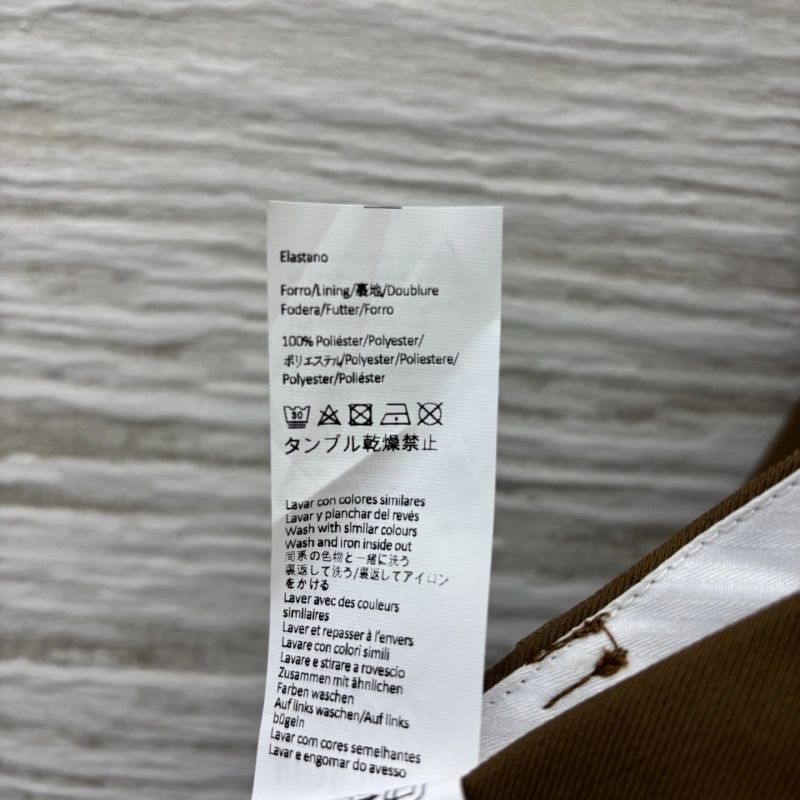 Elastano
Forro/Lining/裏地/Doublure
Fodera/Futter/Forro
100% Poliéster/Polyester/
ポリエステル/Polyester/Poliestere/
Polyester/Poliéster
30
タンブル乾燥禁止
Lavar con colores similares
Lavar y planchar del revés
Wash with similar colours
Wash and iron inside out
同系の色物と一緒に洗う
裏返して洗う/裏返してアイロン
をかける
Laver avec des couleurs
similaires
Laver et repasser à l'envers
Lavare con colori simili
Lavare e stirare a rovescio
Zusammen mit ähnlichen
Farben waschen
Auf links waschen/Auf links
bügeln
Lavar com cores semelhantes
Lavar e engomar do avesso